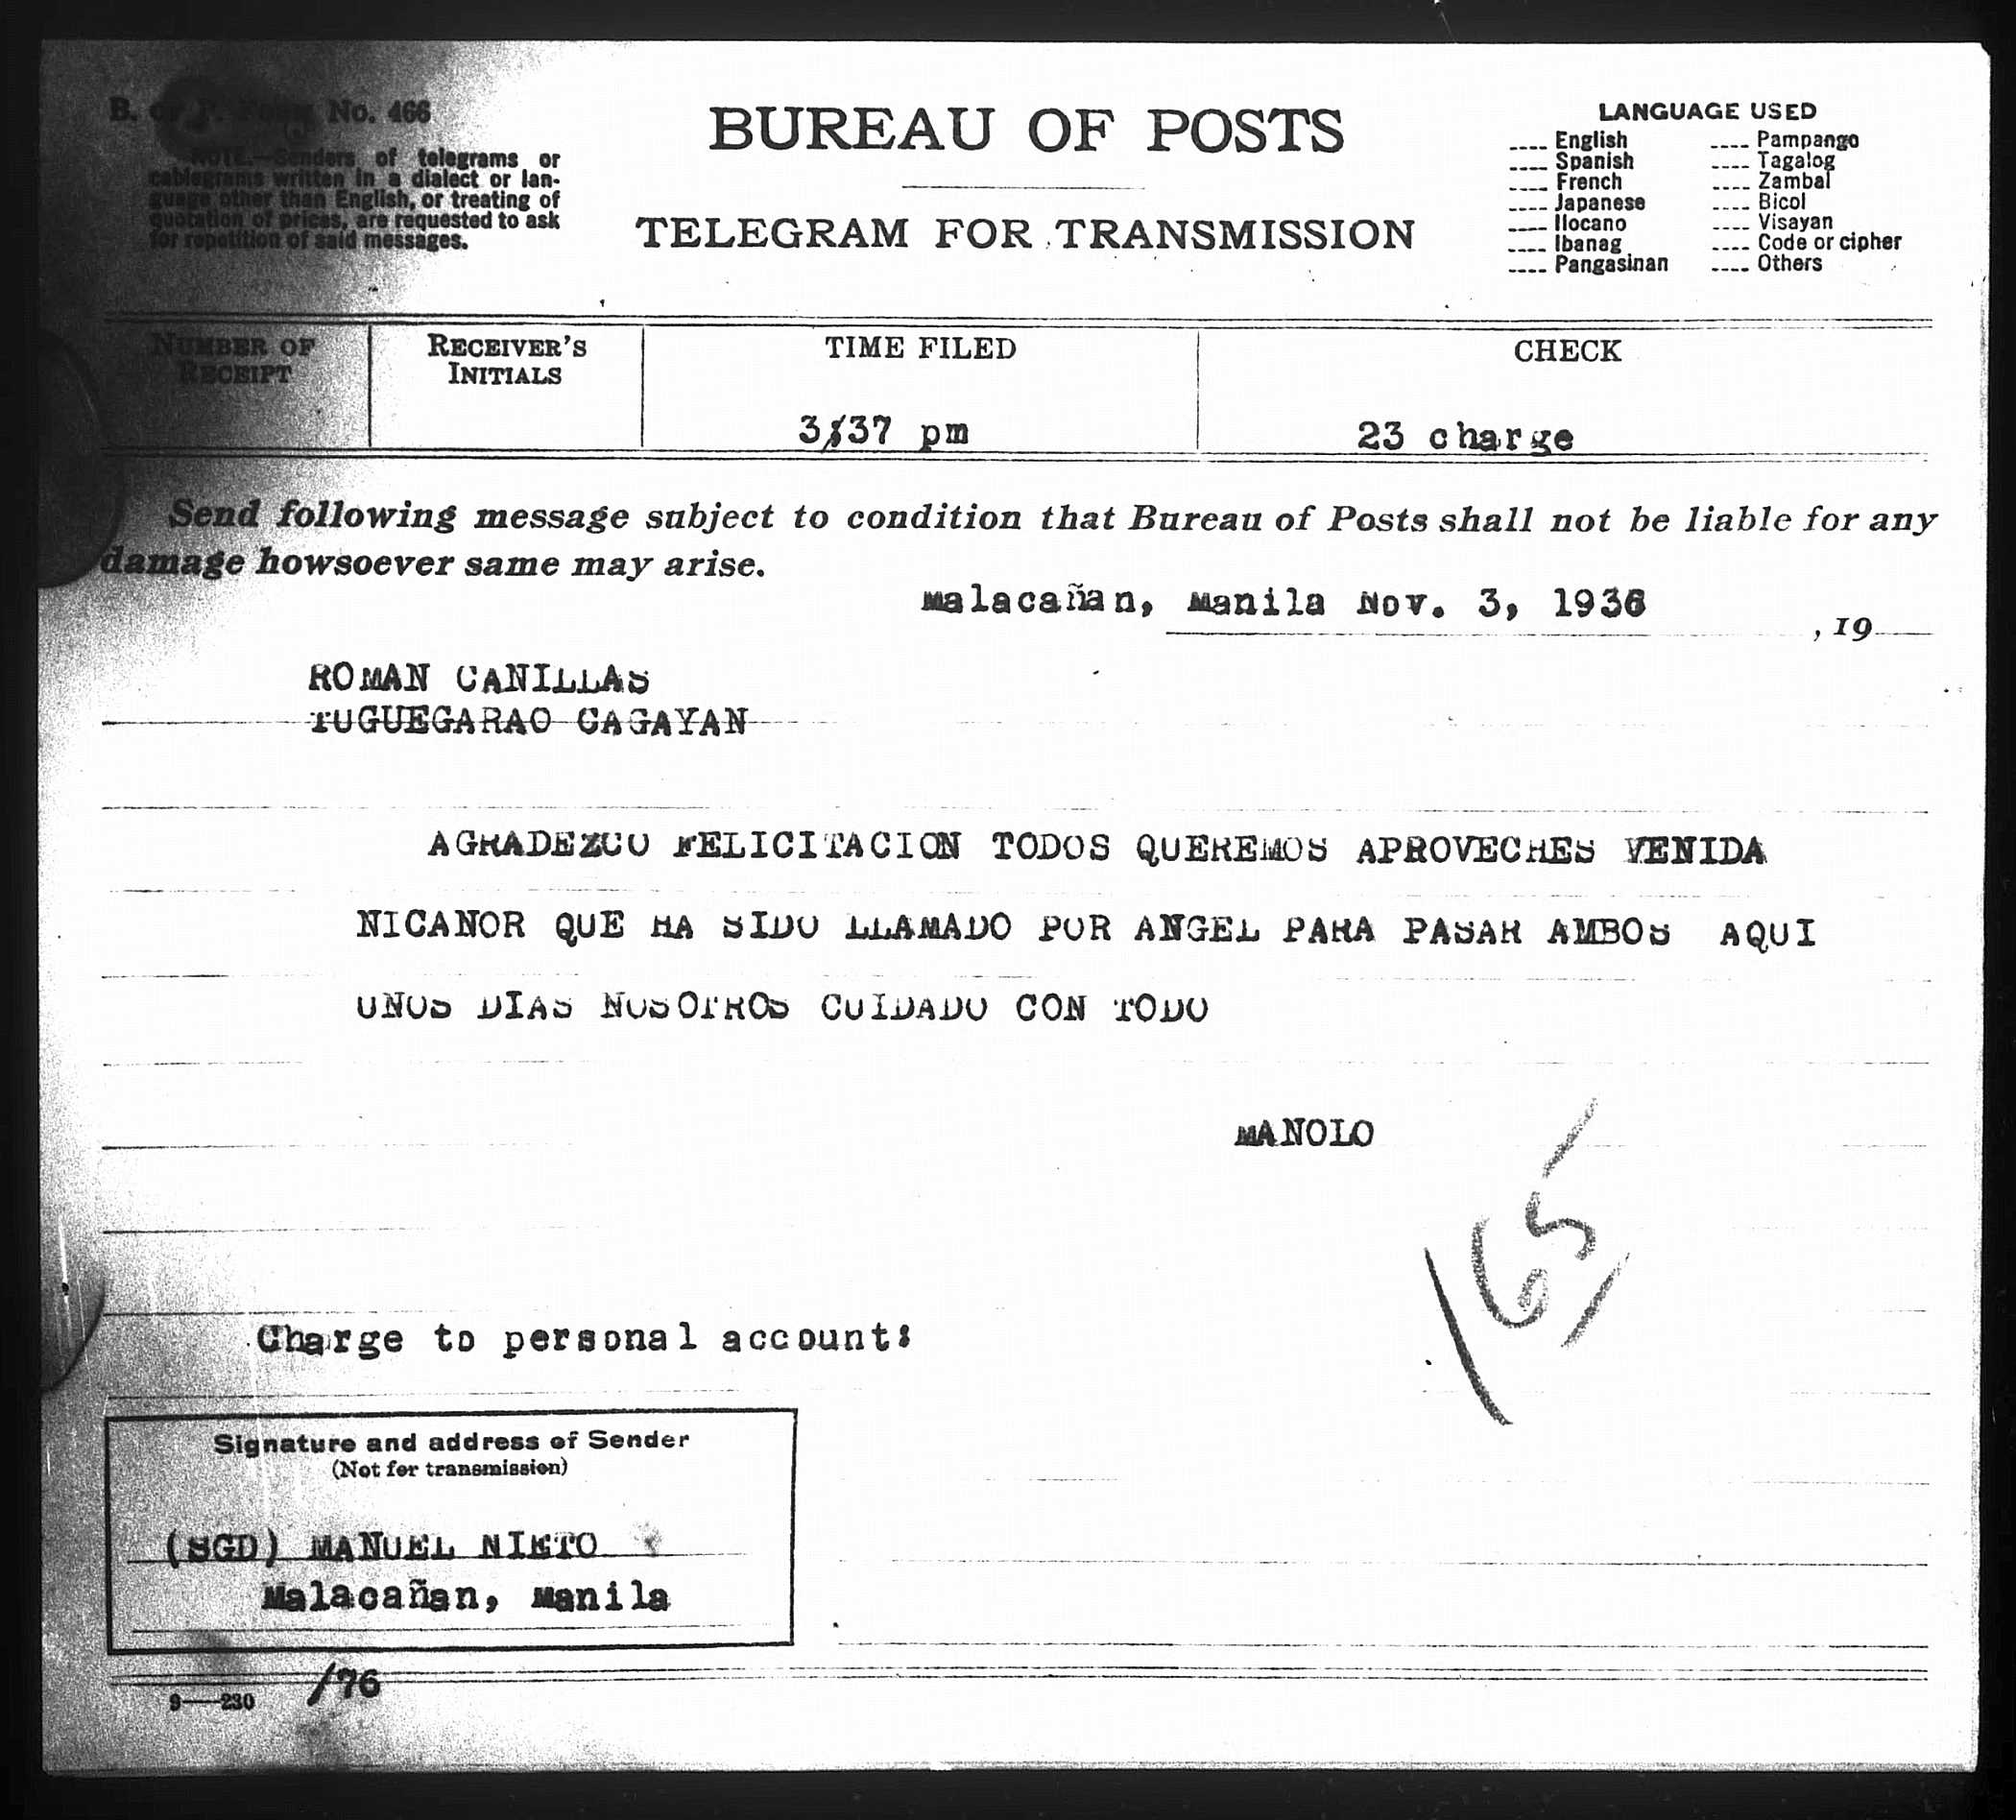 B. of P. Form No. 466
BUREAU OF POSTS
TELEGRAM FOR TRANSMISSION
NOTE.—Senders of telegrams or
cablegrams written in a dialect or lan-
guage other than English, or treating of
quotation of prices, are requested to ask
for repetition of said messages.
LANGUAGE USED
---- English ---- Pampango
---- Spanish ---- Tagalog
---- French ---- Zambal
---- Japanese ---- Bicol
---- Ilocano ---- Visayan
---- Ibanag ---- Code or cipher
---- Pangasinan ---- Others
NUMBER OF RECEIPT
RECEIVER'S INITIALS
TIME FILED
CHECK
3:37 pm
23 charge
Send following message subject to condition that Bureau of Posts shall not be liable for any
damage howsoever same may arise.
Malacañan, Manila Nov. 3, 1936
, 19
ROMAN CANILLAS
TUGUEGARAO CAGAYAN
AGRADEZCO FELICITACION TODOS QUEREMOS APROVECHES VENIDA
NICANOR QUE HA SIDO LLAMADO POR ANGEL PARA PASAR AMBOS AQUI
UNOS DIAS NOSOTROS CUIDADO CON TODO
MANOLO
Charge to personal account:
Signature and address of Sender
(Not for transmission)
(SGD) MANUEL NIETO
Malacañan, Manila
9—230
/76